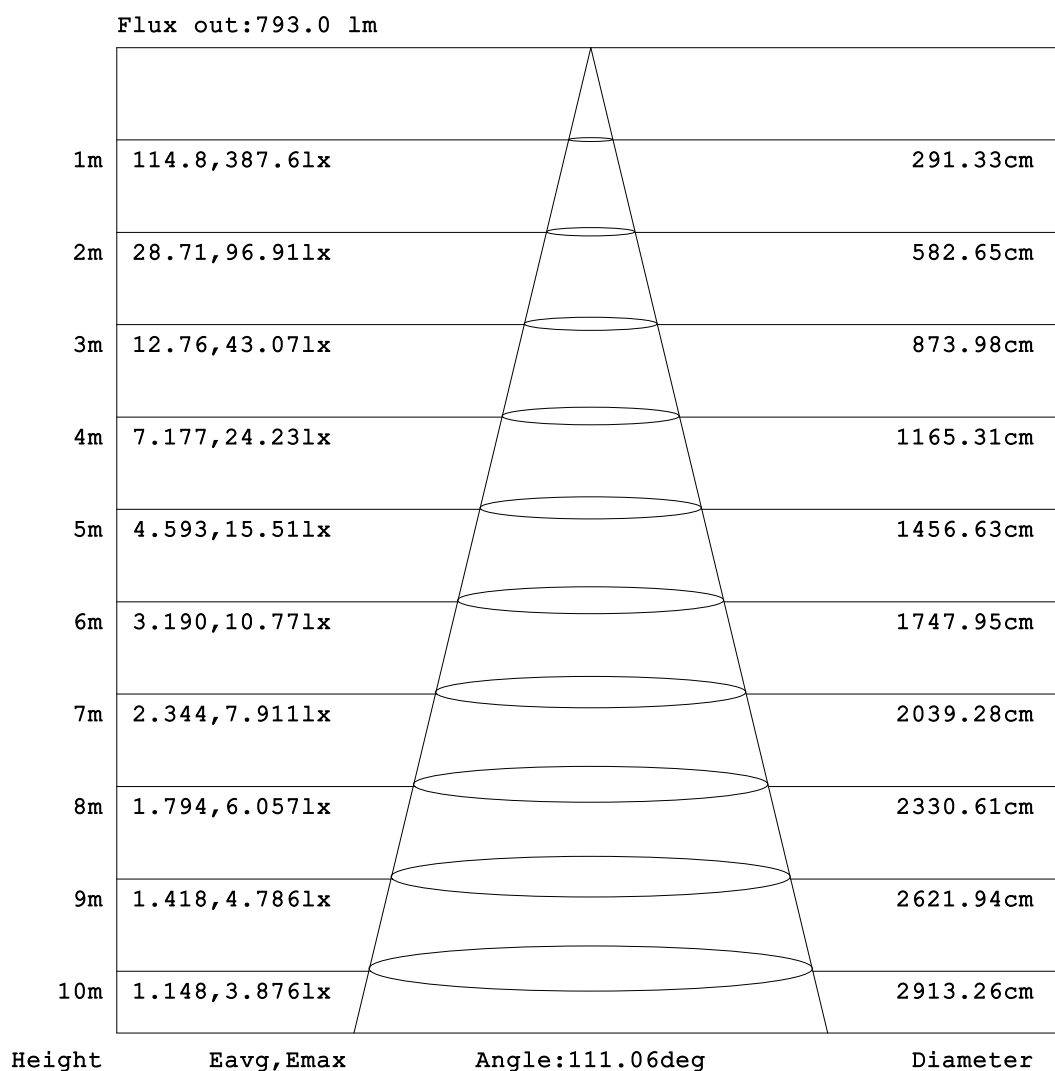 Flux out:793.0 lm
1m 114.8,387.6lx 291.33cm
2m 28.71,96.91lx 582.65cm
3m 12.76,43.07lx 873.98cm
4m 7.177,24.23lx 1165.31cm
5m 4.593,15.51lx 1456.63cm
6m 3.190,10.77lx 1747.95cm
7m 2.344,7.911lx 2039.28cm
8m 1.794,6.057lx 2330.61cm
9m 1.418,4.786lx 2621.94cm
10m 1.148,3.876lx 2913.26cm
Height Eavg,Emax Angle:111.06deg Diameter